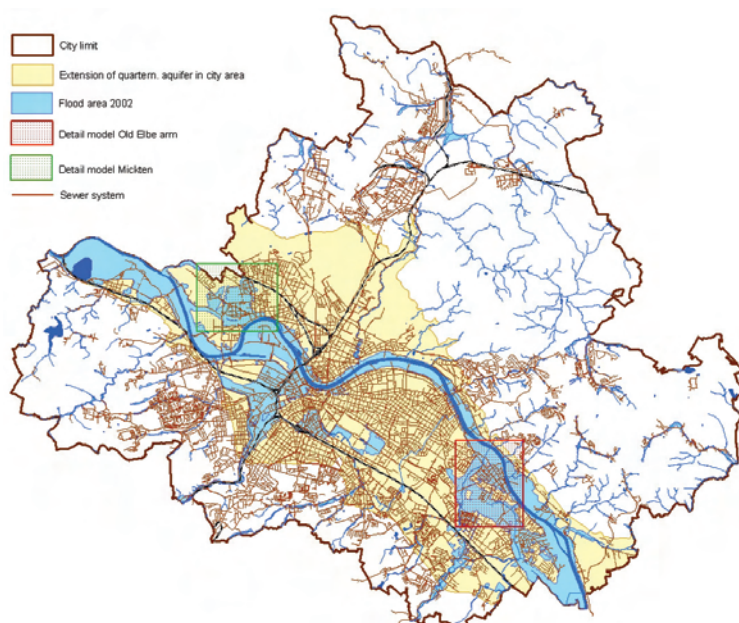 City limit
Extension of quartern. aquifer in city area
Flood area 2002
Detail model Old Elbe arm
Detail model Mickten
Sewer system